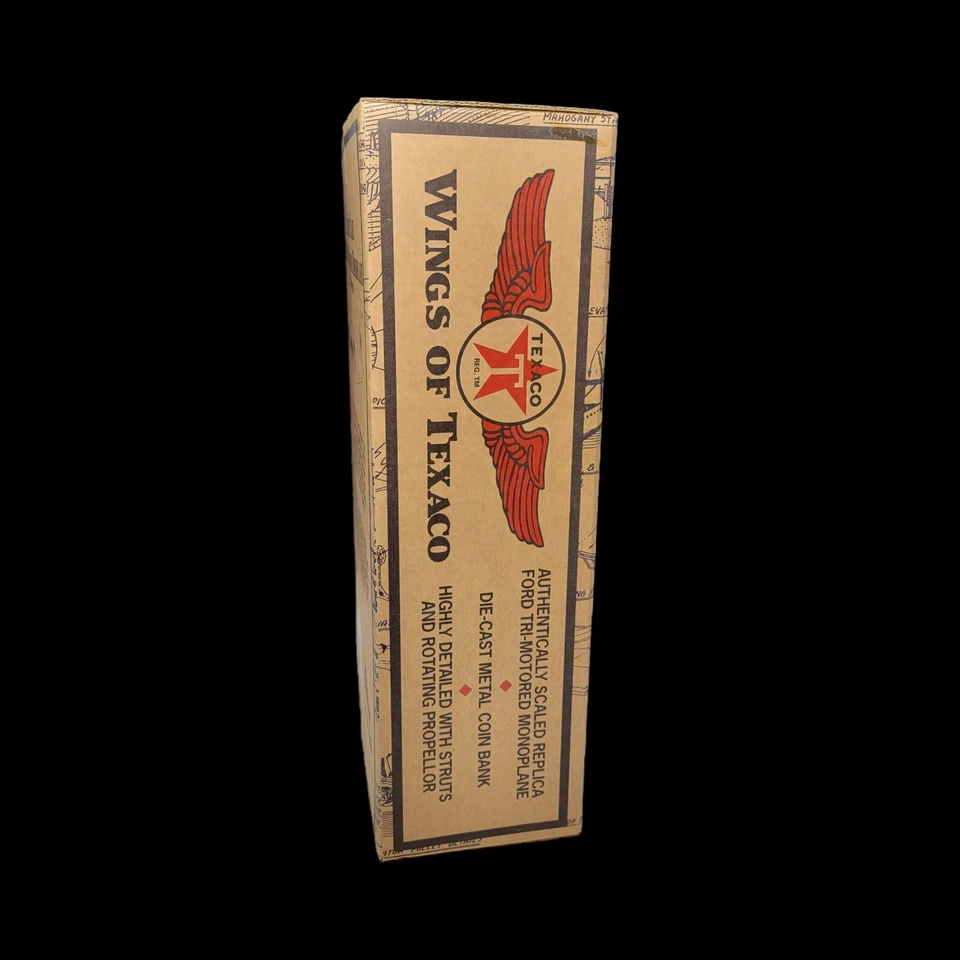 TEXACO
REG. TM
WINGS OF TEXACO
AUTHENTICALLY SCALED REPLICA
FORD TRI-MOTORED MONOPLANE
DIE-CAST METAL COIN BANK
HIGHLY DETAILED WITH STRUTS
AND ROTATING PROPELLOR
MAHOGANY